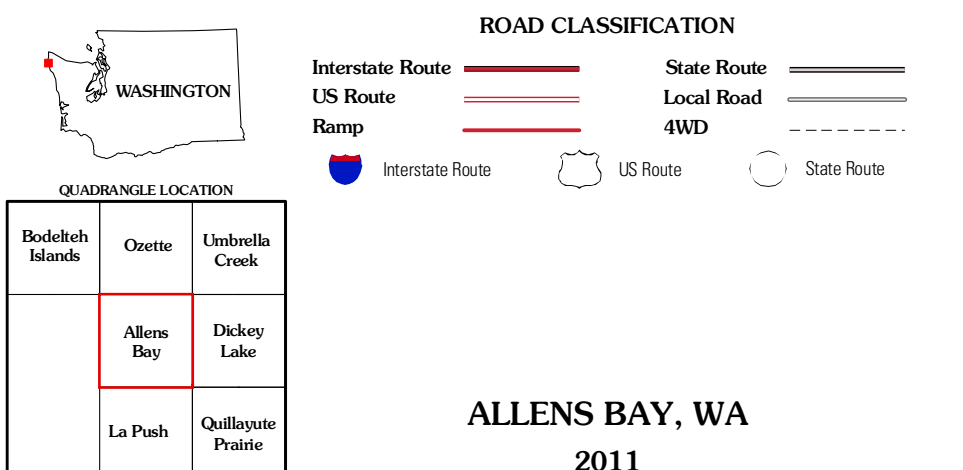 WASHINGTON
QUADRANGLE LOCATION
Bodelteh
Islands
Ozette
Umbrella
Creek
Allens
Bay
Dickey
Lake
La Push
Quillayute
Prairie
ROAD CLASSIFICATION
Interstate Route
State Route
US Route
Local Road
Ramp
4WD
Interstate Route
US Route
State Route
ALLENS BAY, WA
2011